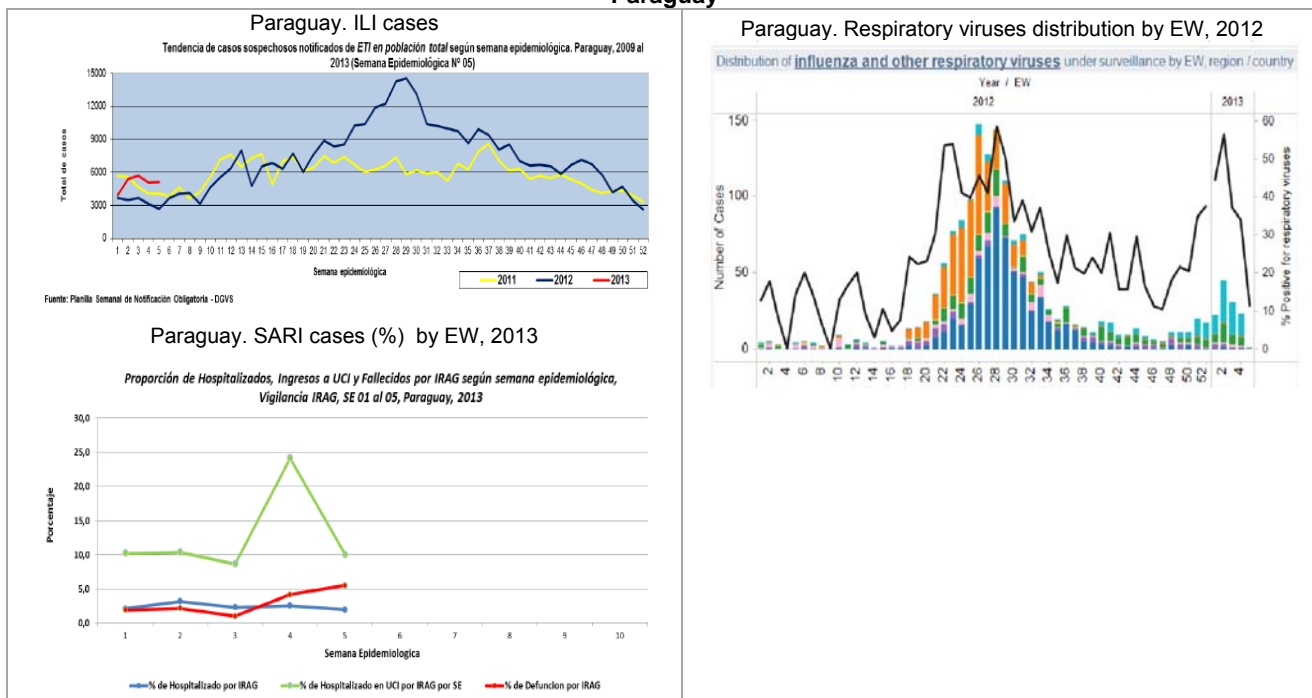 Paraguay
Paraguay. ILI cases
Tendencia de casos sospechosos notificados de ETI en población total según semana epidemiológica. Paraguay, 2009 al
2013 (Semana Epidemiológica Nº 05)
Total de casos
15000
12000
9000
6000
3000
0
1 2 3 4 5 6 7 8 9 10 11 12 13 14 15 16 17 18 19 20 21 22 23 24 25 26 27 28 29 30 31 32 33 34 35 36 37 38 39 40 41 42 43 44 45 46 47 48 49 50 51 52
Semana epidemiológica
2011 2012 2013
Fuente: Planilla Semanal de Notificación Obligatoria - DGVS
Paraguay. SARI cases (%) by EW, 2013
Proporción de Hospitalizados, Ingresos a UCI y Fallecidos por IRAG según semana epidemiológica,
Vigilancia IRAG, SE 01 al 05, Paraguay, 2013
Porcentaje
30,0
25,0
20,0
15,0
10,0
5,0
0,0
1 2 3 4 5 6 7 8 9 10
Semana Epidemiologica
% de Hospitalizado por IRAG % de Hospitalizado en UCI por IRAG por SE % de Defuncion por IRAG
Paraguay. Respiratory viruses distribution by EW, 2012
Distribution of influenza and other respiratory viruses under surveillance by EW, region / country
Year / EW
2012 2013
Number of Cases
150
100
50
0
% Positive for respiratory viruses
60
50
40
30
20
10
0
2 4 6 8 10 12 14 16 18 20 22 24 26 28 30 32 34 36 38 40 42 44 46 48 50 52 2 4